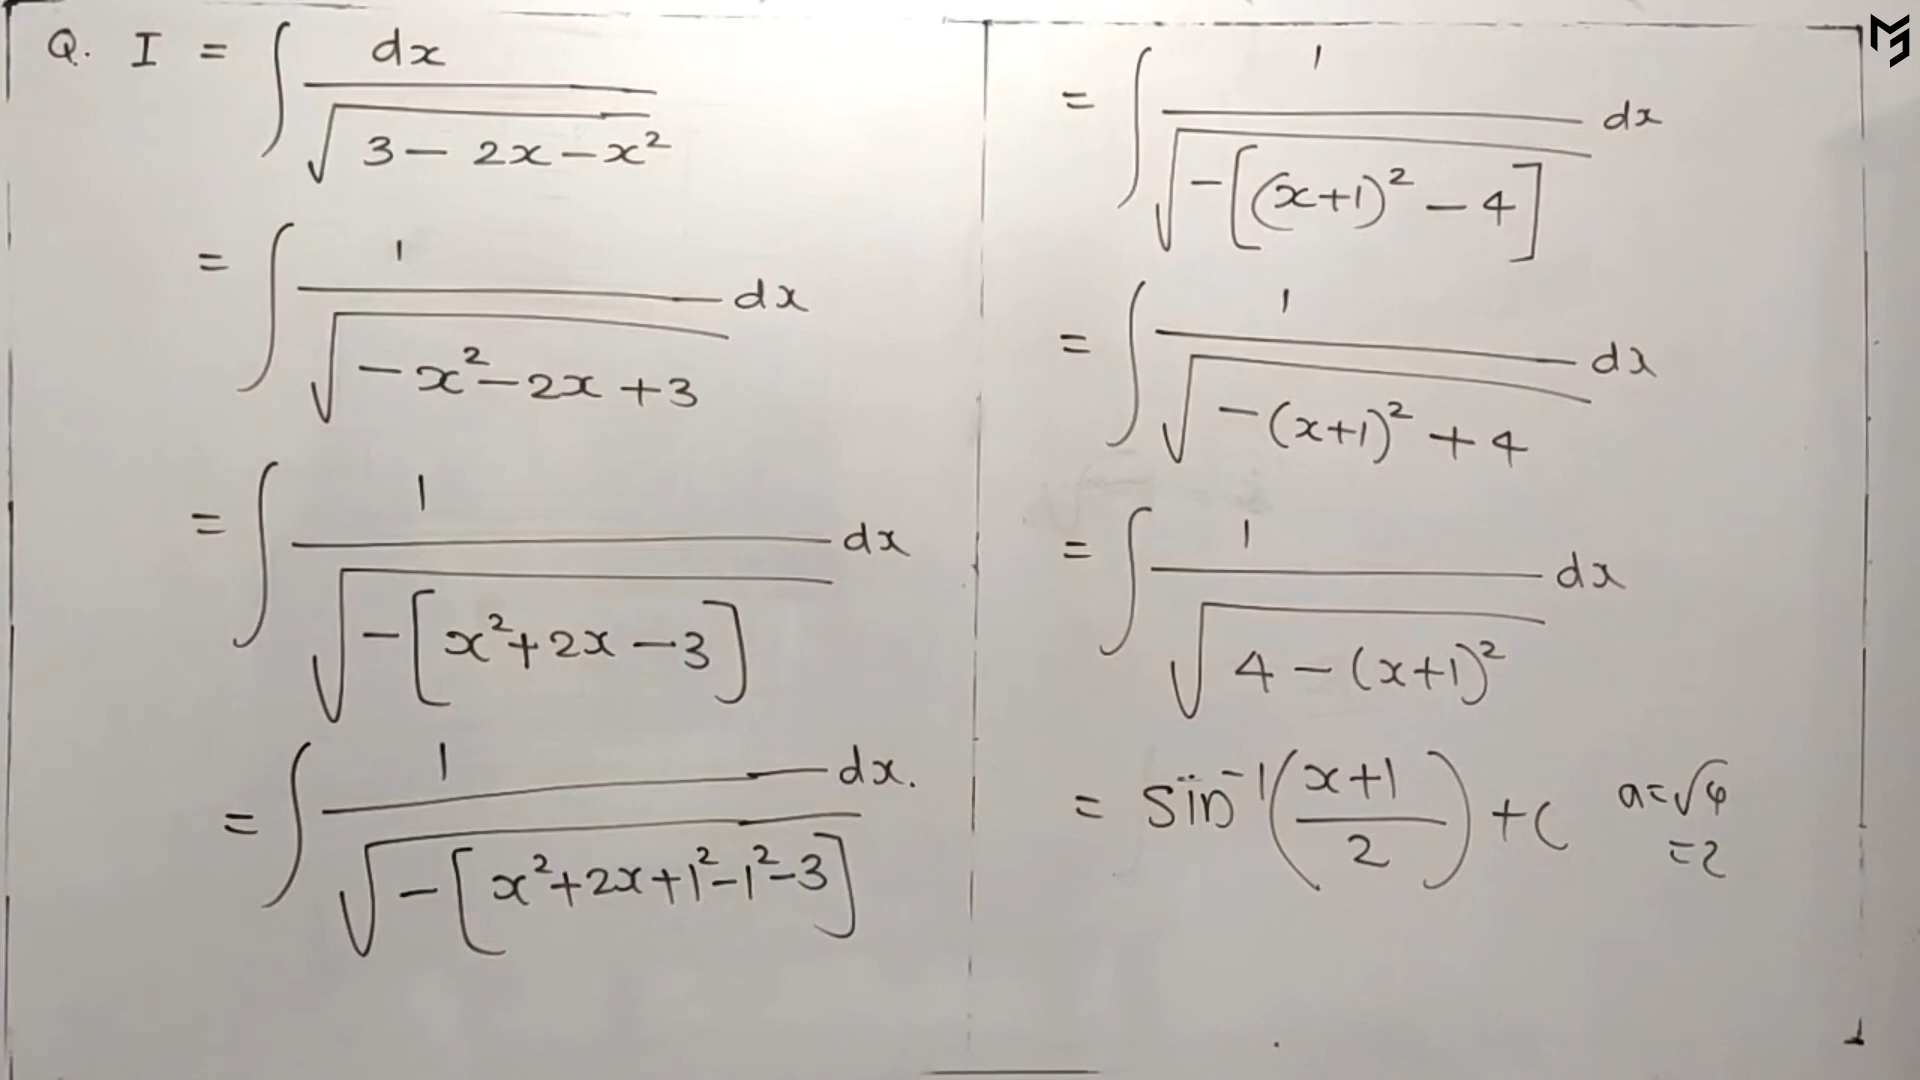 Q. I = ∫ dx / √(3 − 2x − x²)
= ∫ 1 / √(−x² − 2x + 3) dx
= ∫ 1 / √(−[x² + 2x − 3]) dx
= ∫ 1 / √(−[x² + 2x + 1² − 1² − 3]) dx.
= ∫ 1 / √(−[(x+1)² − 4]) dx
= ∫ 1 / √(−(x+1)² + 4) dx
= ∫ 1 / √(4 − (x+1)²) dx
= sin⁻¹((x+1)/2) + c a=√4
=2